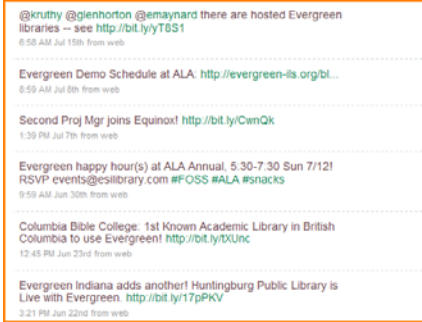 @kruthy @glenhorton @emaynard there are hosted Evergreen
libraries -- see http://bit.ly/yT8S1
6:58 AM Jul 15th from web
Evergreen Demo Schedule at ALA: http://evergreen-ils.org/bl...
8:59 AM Jul 8th from web
Second Proj Mgr joins Equinox! http://bit.ly/CwnQk
1:39 PM Jul 7th from web
Evergreen happy hour(s) at ALA Annual, 5:30-7:30 Sun 7/12!
RSVP events@esilibrary.com #FOSS #ALA #snacks
9:59 AM Jun 30th from web
Columbia Bible College: 1st Known Academic Library in British
Columbia to use Evergreen! http://bit.ly/tXUnc
12:45 PM Jun 23rd from web
Evergreen Indiana adds another! Huntingburg Public Library is
Live with Evergreen. http://bit.ly/17pPKV
3:21 PM Jun 22nd from web